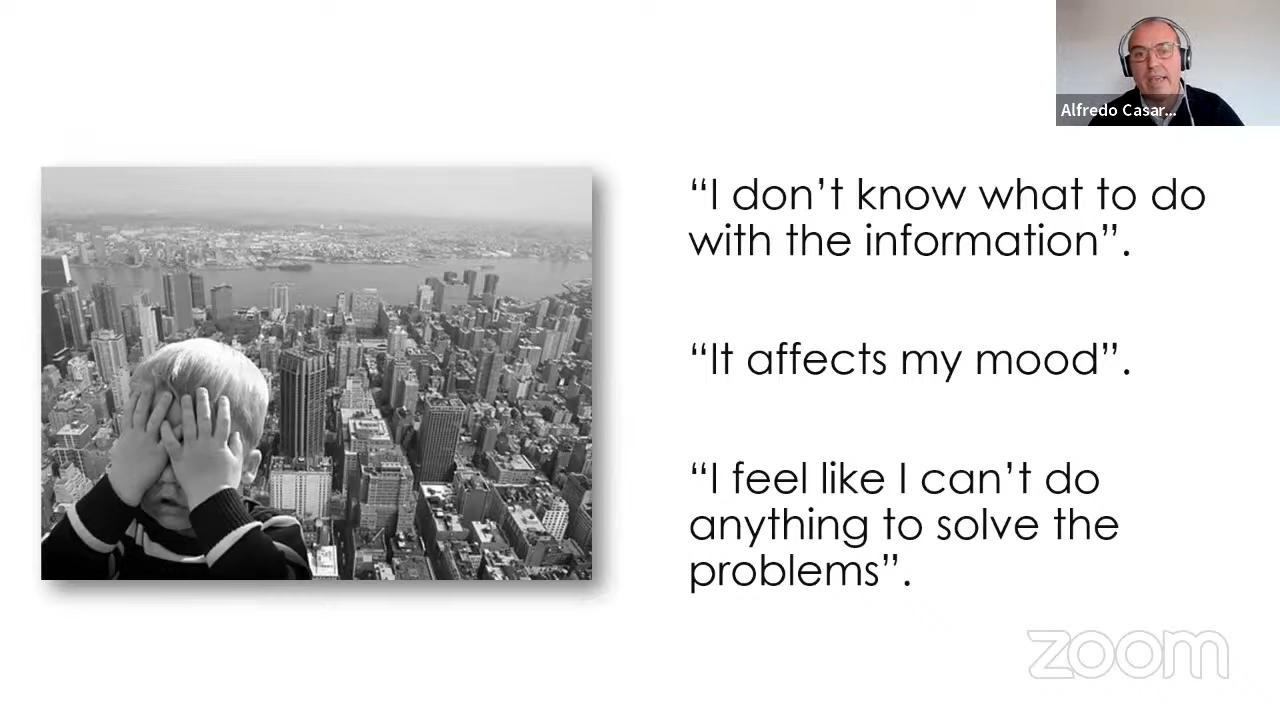 Alfredo Casar...
“I don’t know what to do
with the information”.
“It affects my mood”.
“I feel like I can’t do
anything to solve the
problems”.
zoom